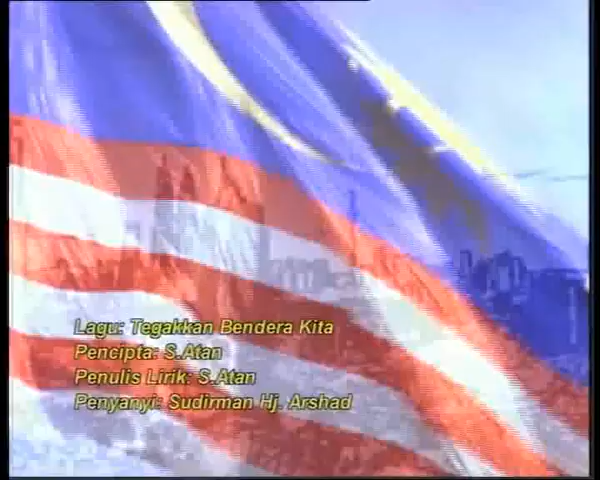 Lagu: Tegakkan Bendera Kita
Pencipta: S.Atan
Penulis Lirik: S.Atan
Penyanyi: Sudirman Hj. Arshad